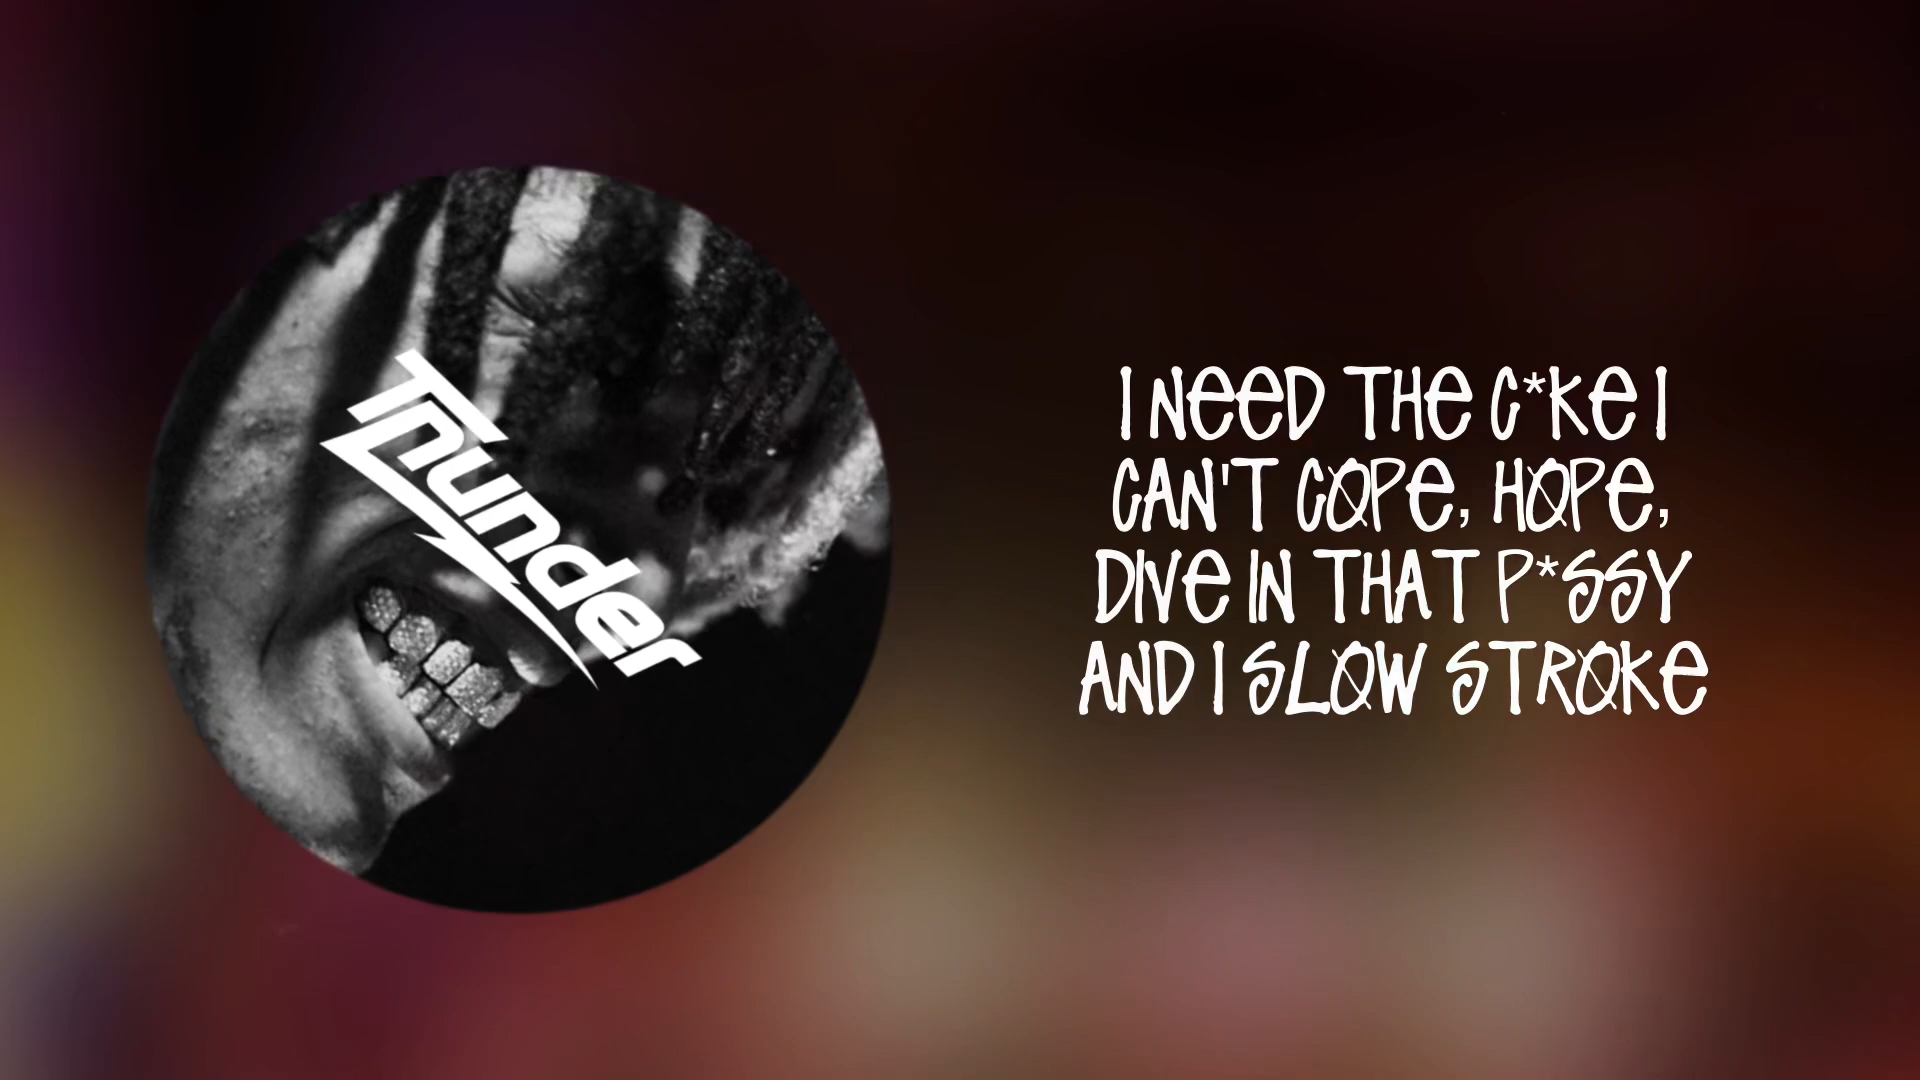 Thunder
I NEED THE C*KE I
CAN'T COPE, HOPE,
DIVE IN THAT P*SSY
AND I SLOW STROKE